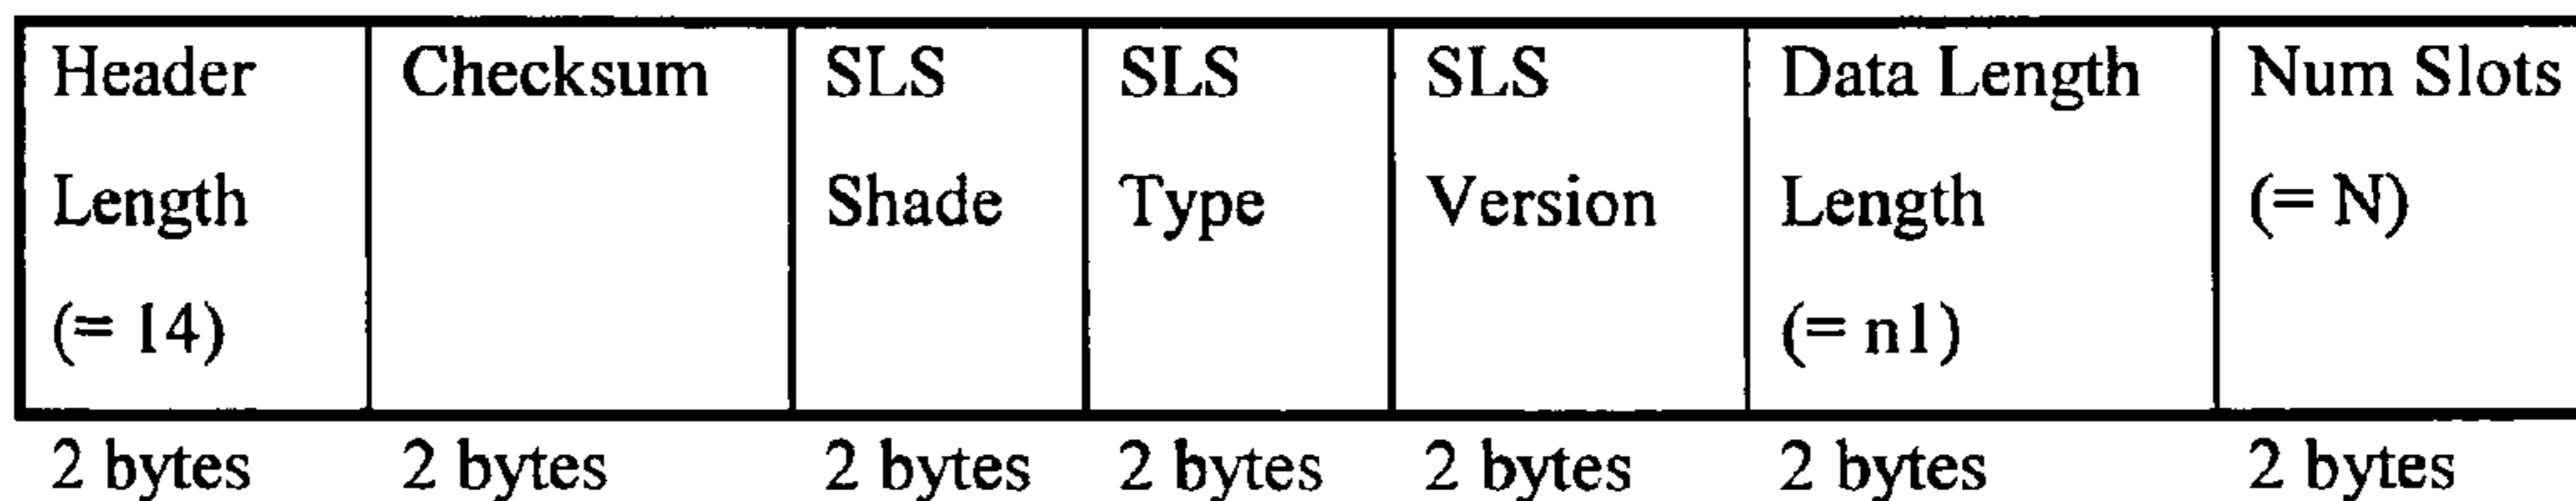 Header Checksum SLS SLS SLS Data Length Num Slots
Length Shade Type Version Length (= N)
(= 14) (= n1)
2 bytes 2 bytes 2 bytes 2 bytes 2 bytes 2 bytes 2 bytes